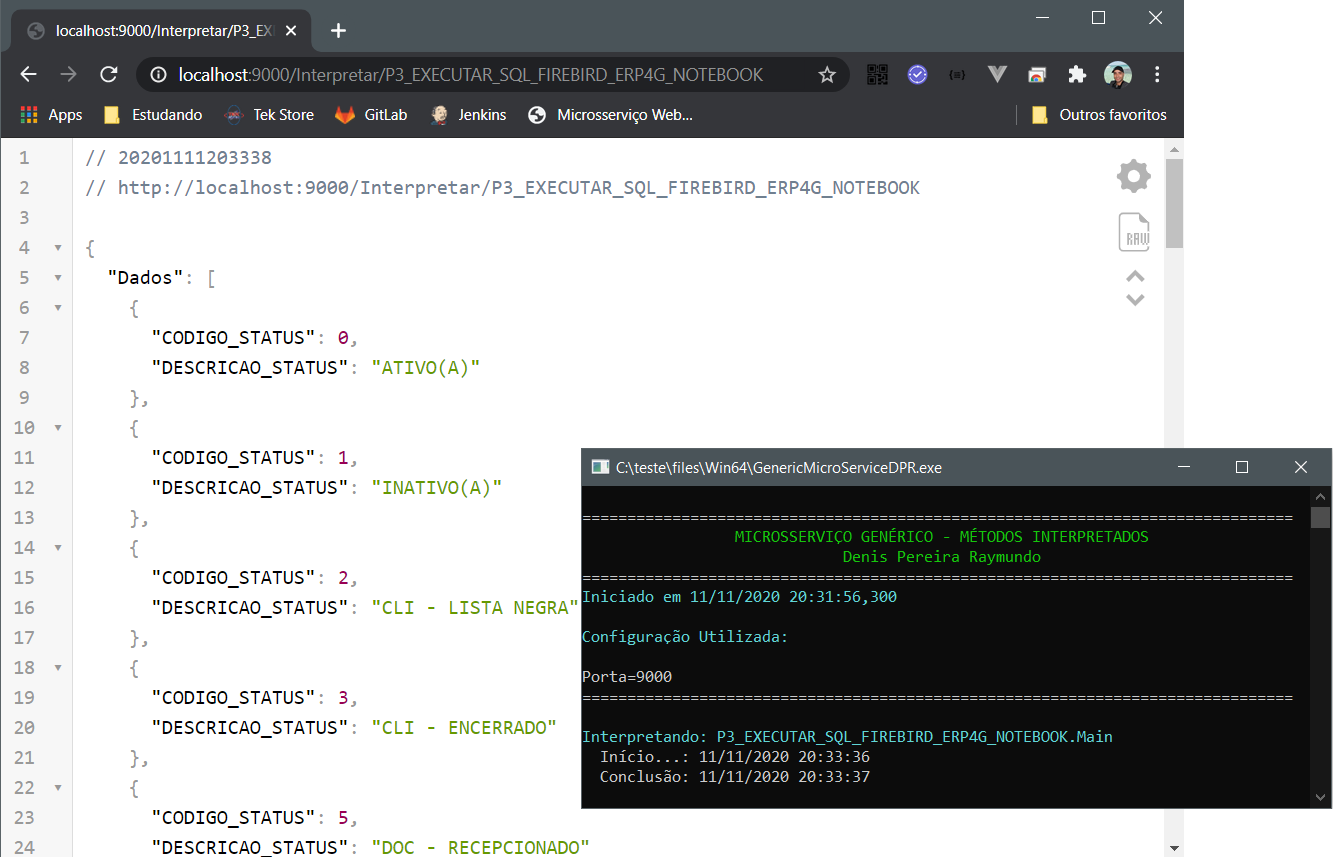 localhost:9000/Interpretar/P3_EX
localhost:9000/Interpretar/P3_EXECUTAR_SQL_FIREBIRD_ERP4G_NOTEBOOK
Apps Estudando Tek Store GitLab Jenkins Microsserviço Web... Outros favoritos
1 // 20201111203338
2 // http://localhost:9000/Interpretar/P3_EXECUTAR_SQL_FIREBIRD_ERP4G_NOTEBOOK
3
4 {
5 "Dados": [
6 {
7 "CODIGO_STATUS": 0,
8 "DESCRICAO_STATUS": "ATIVO(A)"
9 },
10 {
11 "CODIGO_STATUS": 1,
12 "DESCRICAO_STATUS": "INATIVO(A)"
13 },
14 {
15 "CODIGO_STATUS": 2,
16 "DESCRICAO_STATUS": "CLI - LISTA NEGRA"
17 },
18 {
19 "CODIGO_STATUS": 3,
20 "DESCRICAO_STATUS": "CLI - ENCERRADO"
21 },
22 {
23 "CODIGO_STATUS": 5,
24 "DESCRICAO_STATUS": "DOC - RECEPCIONADO"
RAW
C:\teste\files\Win64\GenericMicroServiceDPR.exe
===============================================================================
MICROSSERVIÇO GENÉRICO - MÉTODOS INTERPRETADOS
Denis Pereira Raymundo
===============================================================================
Iniciado em 11/11/2020 20:31:56,300
Configuração Utilizada:
Porta=9000
===============================================================================
Interpretando: P3_EXECUTAR_SQL_FIREBIRD_ERP4G_NOTEBOOK.Main
Início...: 11/11/2020 20:33:36
Conclusão: 11/11/2020 20:33:37